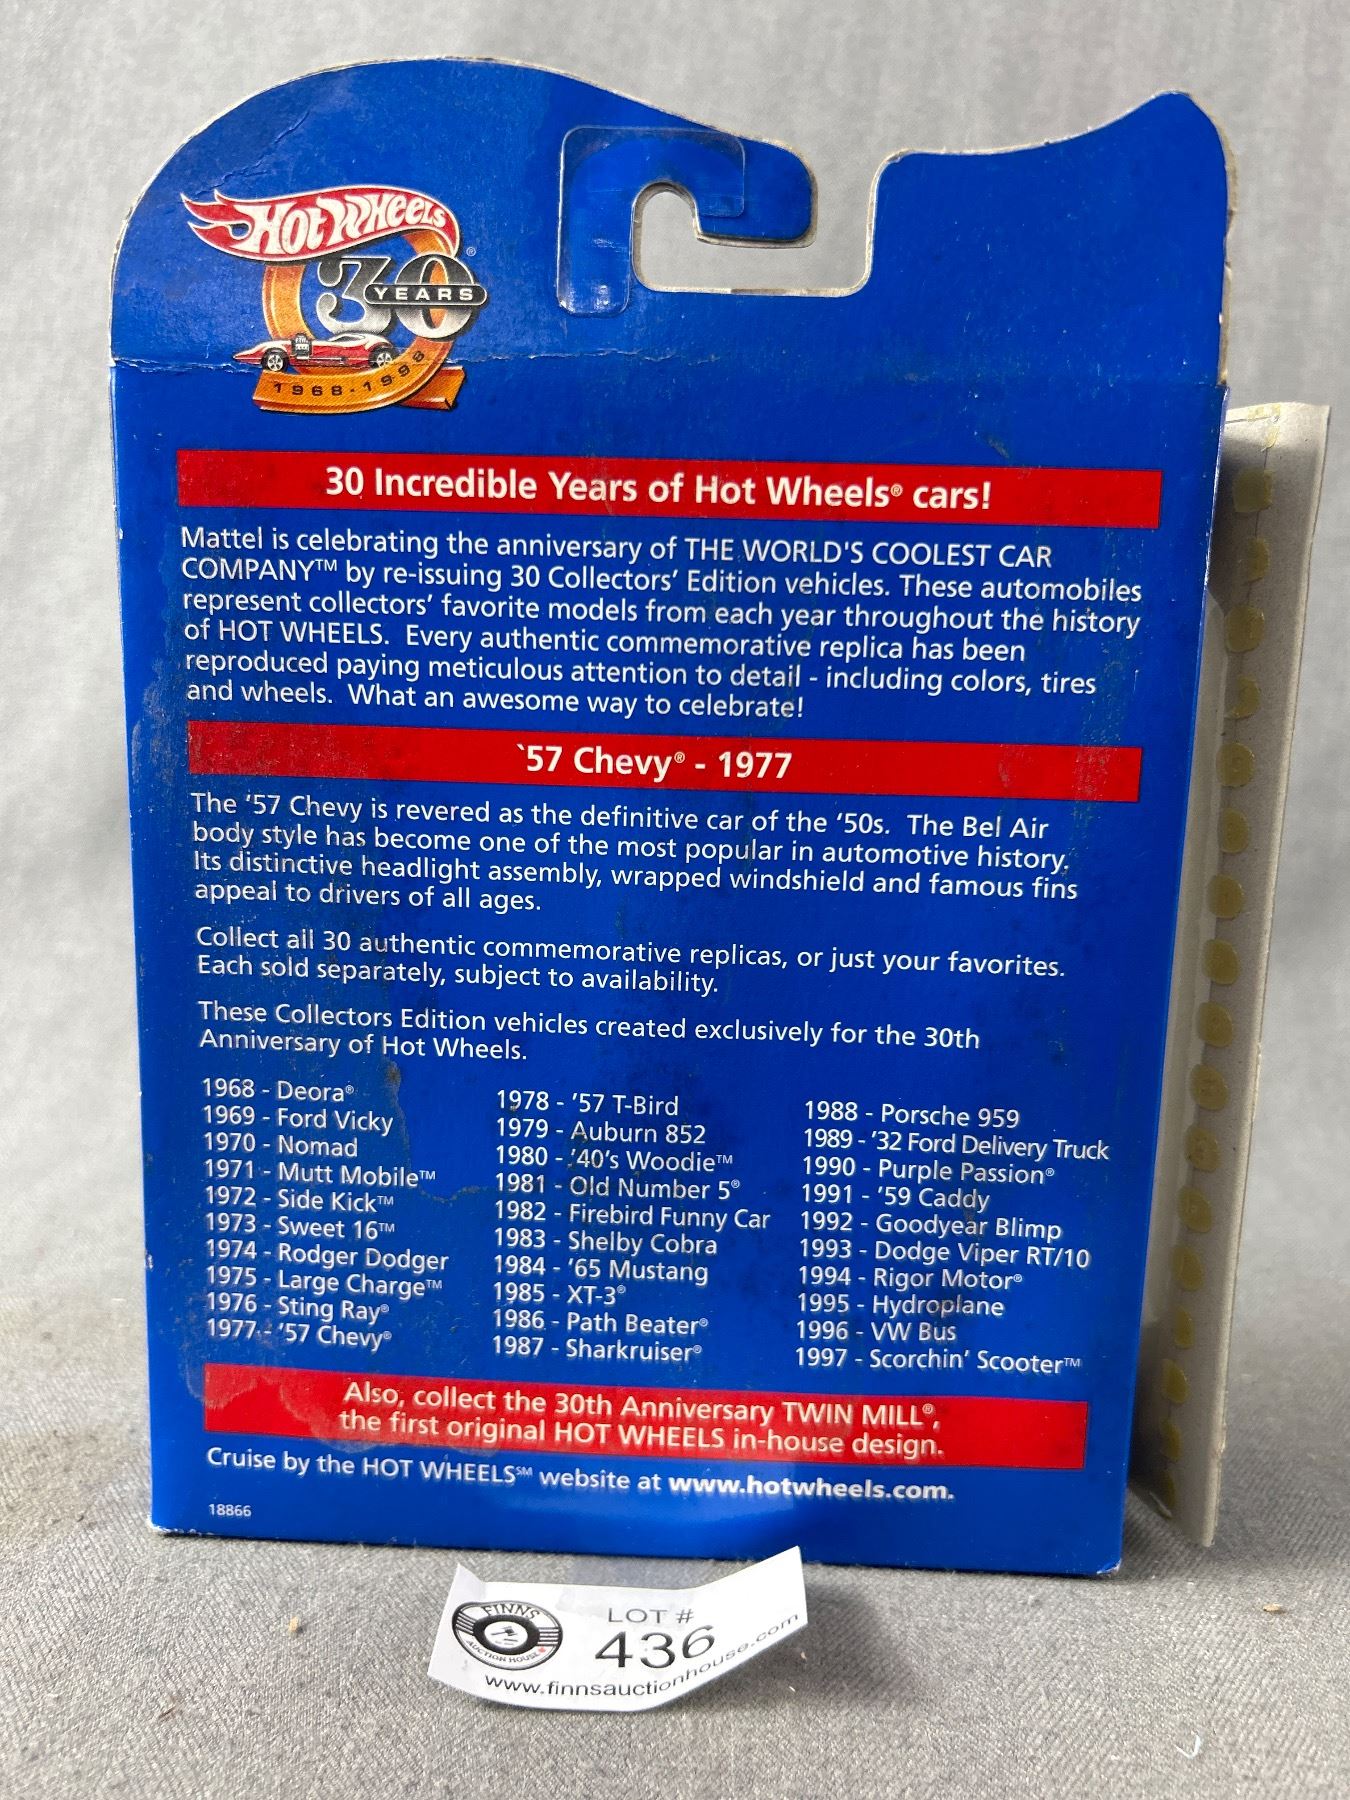 HOT WHEELS®
30
YEARS
1968-1998
30 Incredible Years of Hot Wheels® cars!
Mattel is celebrating the anniversary of THE WORLD'S COOLEST CAR
COMPANY™ by re-issuing 30 Collectors' Edition vehicles. These automobiles
represent collectors' favorite models from each year throughout the history
of HOT WHEELS. Every authentic commemorative replica has been
reproduced paying meticulous attention to detail - including colors, tires
and wheels. What an awesome way to celebrate!
`57 Chevy® - 1977
The '57 Chevy is revered as the definitive car of the '50s. The Bel Air
body style has become one of the most popular in automotive history.
Its distinctive headlight assembly, wrapped windshield and famous fins
appeal to drivers of all ages.
Collect all 30 authentic commemorative replicas, or just your favorites.
Each sold separately, subject to availability.
These Collectors Edition vehicles created exclusively for the 30th
Anniversary of Hot Wheels.
1968 - Deora®
1969 - Ford Vicky
1970 - Nomad
1971 - Mutt Mobile™
1972 - Side Kick™
1973 - Sweet 16™
1974 - Rodger Dodger
1975 - Large Charge™
1976 - Sting Ray®
1977 - '57 Chevy®
1978 - '57 T-Bird
1979 - Auburn 852
1980 - '40's Woodie™
1981 - Old Number 5®
1982 - Firebird Funny Car
1983 - Shelby Cobra
1984 - '65 Mustang
1985 - XT-3®
1986 - Path Beater®
1987 - Sharkruiser®
1988 - Porsche 959
1989 - '32 Ford Delivery Truck
1990 - Purple Passion®
1991 - '59 Caddy
1992 - Goodyear Blimp
1993 - Dodge Viper RT/10
1994 - Rigor Motor®
1995 - Hydroplane
1996 - VW Bus
1997 - Scorchin' Scooter™
Also, collect the 30th Anniversary TWIN MILL®,
the first original HOT WHEELS in-house design.
Cruise by the HOT WHEELS℠ website at www.hotwheels.com.
18866
FINNS
AUCTION HOUSE
LOT #
436
www.finnsauctionhouse.com